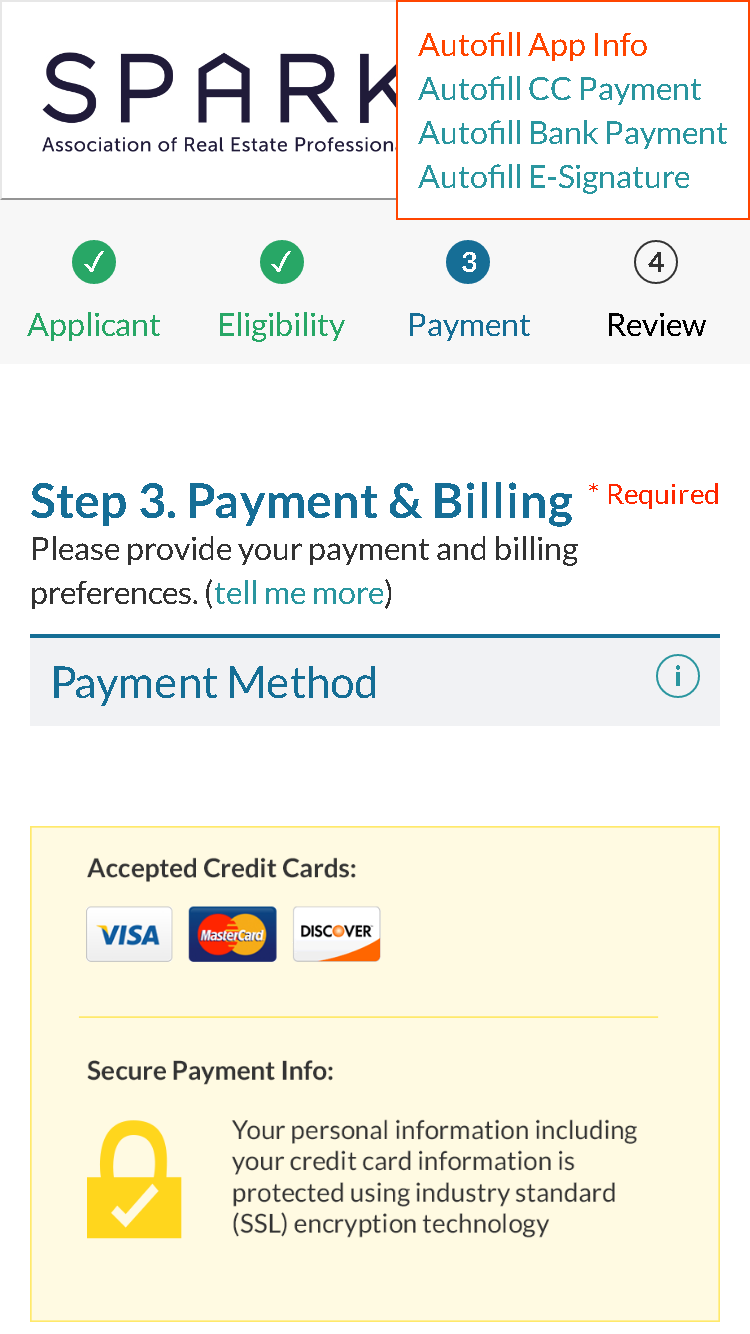 SPARK
Association of Real Estate Profession
Autofill App Info
Autofill CC Payment
Autofill Bank Payment
Autofill E-Signature
✓ ✓ 3 4
Applicant Eligibility Payment Review
Step 3. Payment & Billing * Required
Please provide your payment and billing
preferences. (tell me more)
Payment Method i
Accepted Credit Cards:
VISA MasterCard DISCOVER
Secure Payment Info:
Your personal information including
your credit card information is
protected using industry standard
(SSL) encryption technology